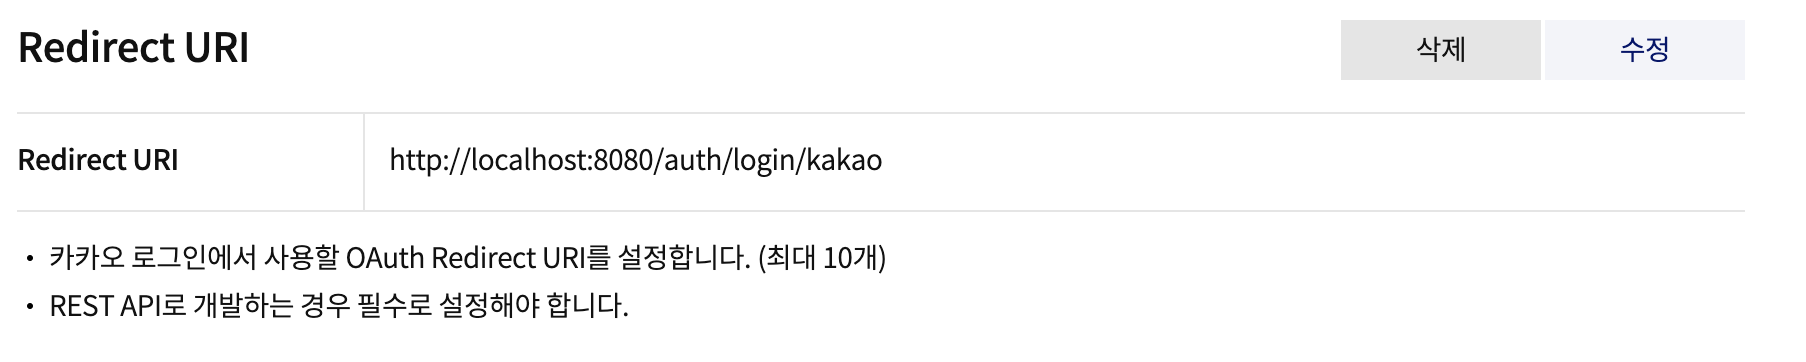 Redirect URI
삭제
수정
Redirect URI
http://localhost:8080/auth/login/kakao
• 카카오 로그인에서 사용할 OAuth Redirect URI를 설정합니다. (최대 10개)
• REST API로 개발하는 경우 필수로 설정해야 합니다.